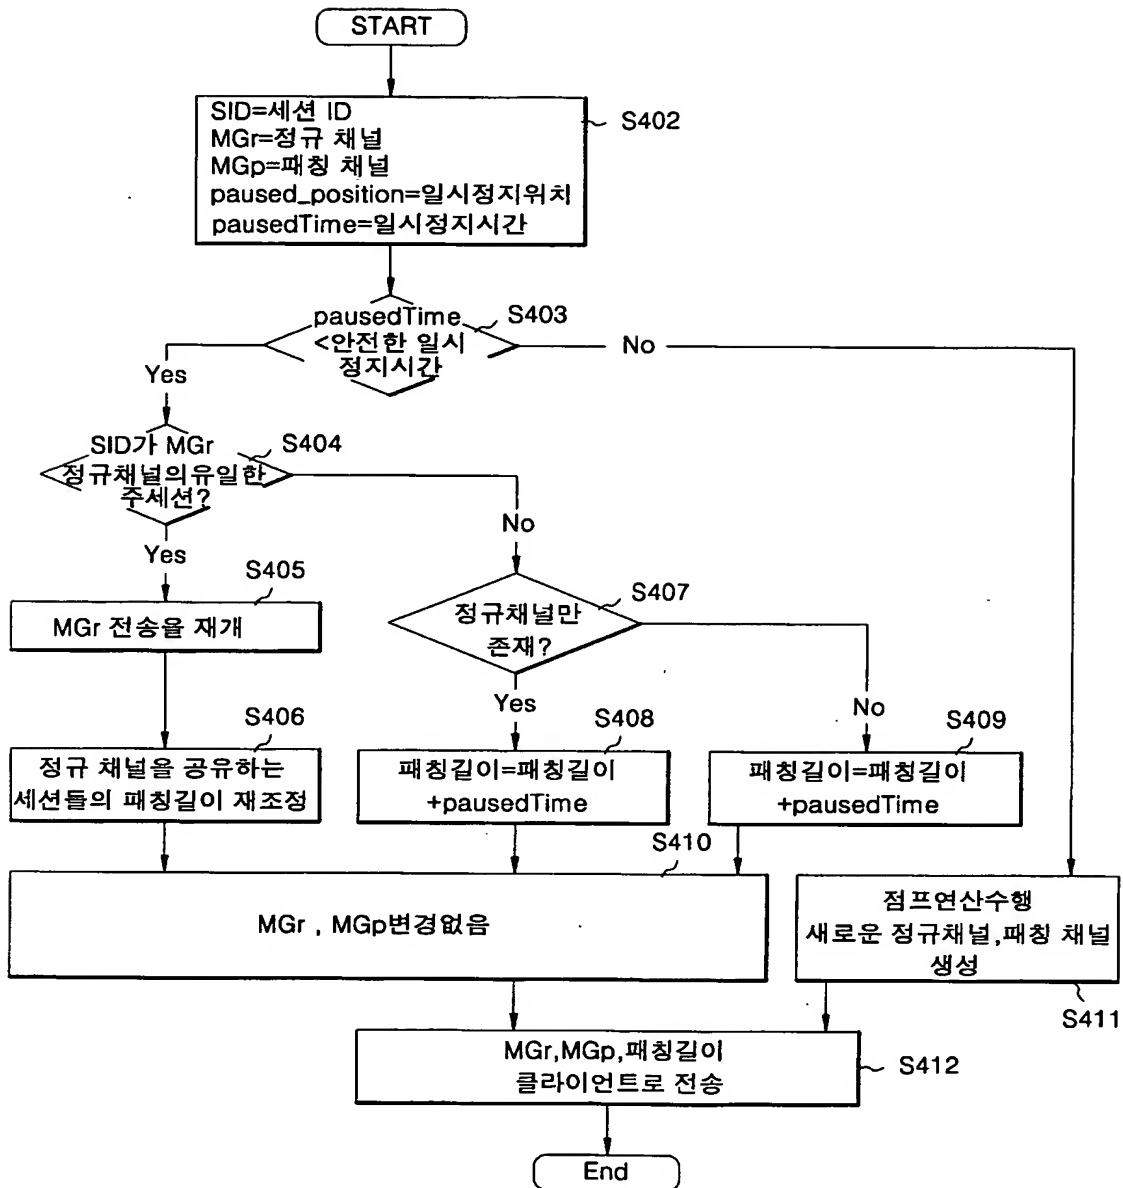 START
SID=세션 ID
MGr=정규 채널
MGp=패칭 채널
paused_position=일시정지위치
pausedTime=일시정지시간
S402
pausedTime
<안전한 일시
정지시간
S403
Yes
No
SID가 MGr
정규채널의유일한
주세션?
S404
Yes
No
S405
MGr 전송을 재개
정규채널만
존재?
S407
Yes
No
S406
정규 채널을 공유하는
세션들의 패칭길이 재조정
S408
패칭길이=패칭길이
+pausedTime
S409
패칭길이=패칭길이
+pausedTime
S410
MGr , MGp변경없음
점프연산수행
새로운 정규채널,패칭 채널
생성
S411
MGr,MGp,패칭길이
클라이언트로 전송
S412
End